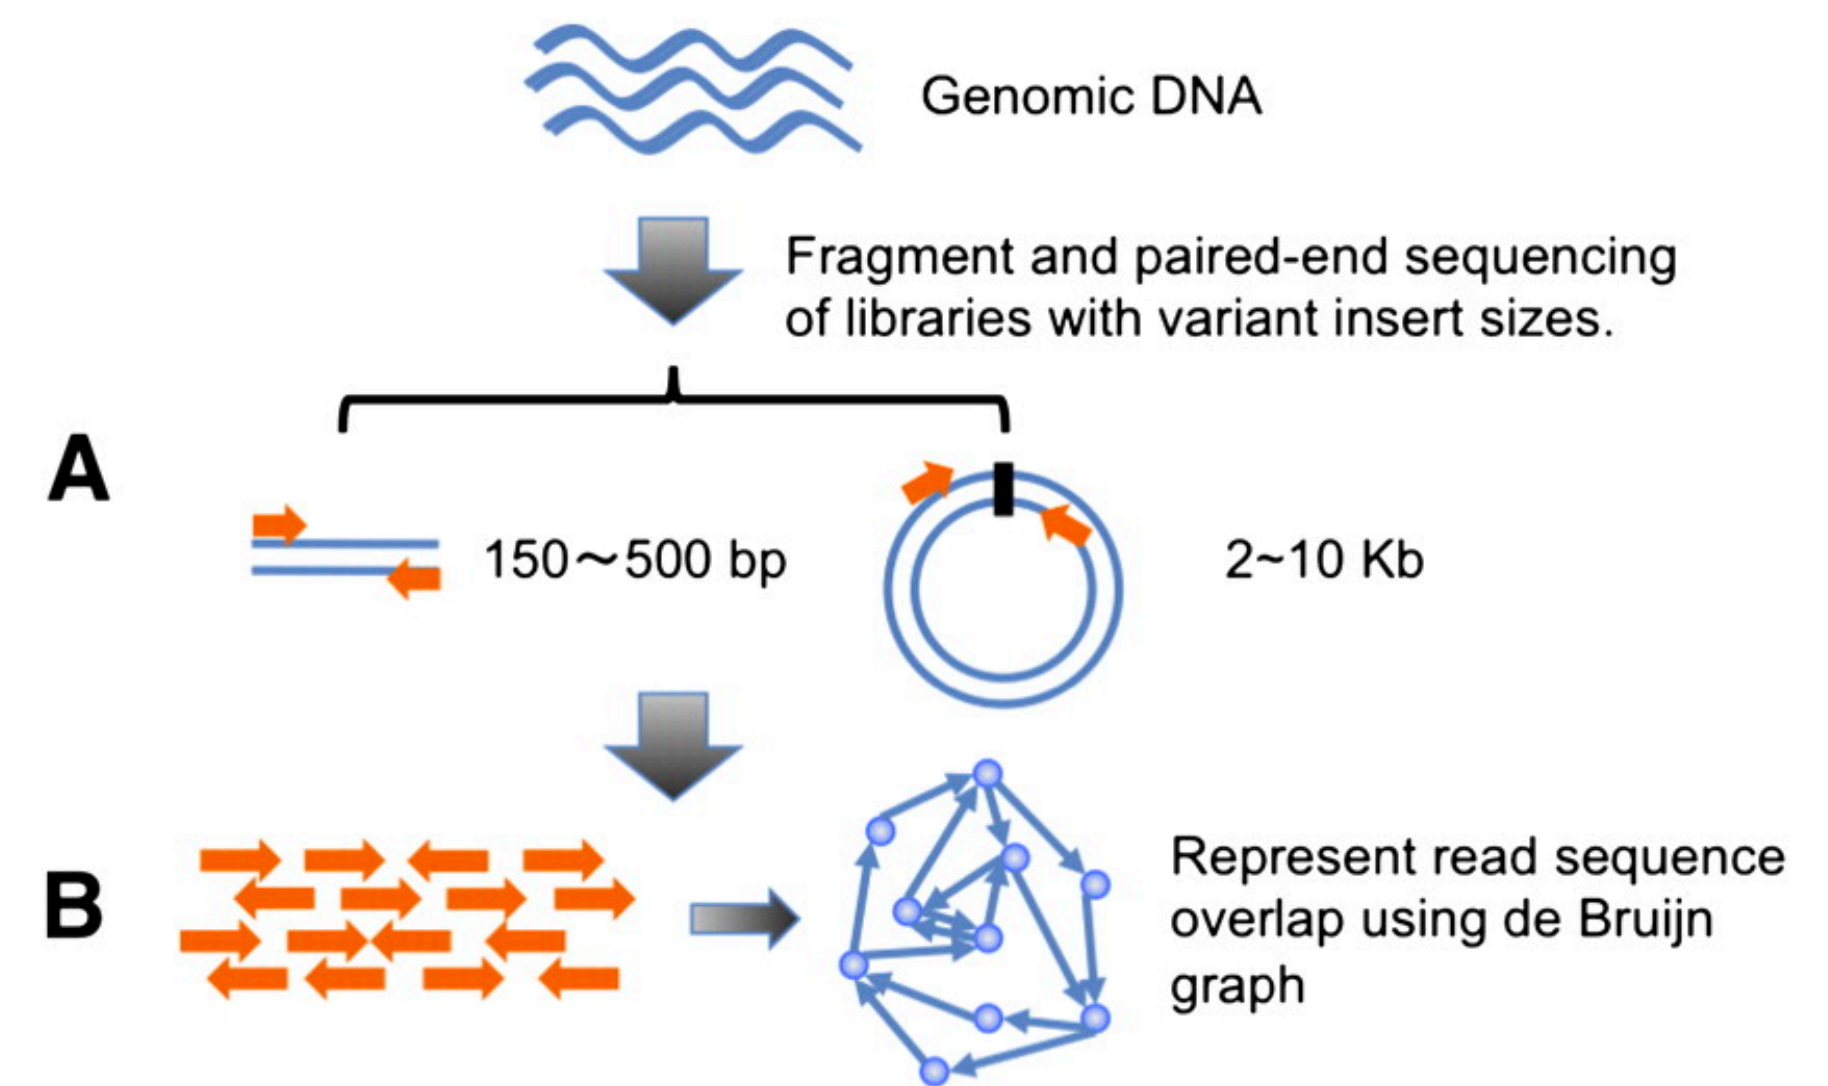 Genomic DNA
Fragment and paired-end sequencing
of libraries with variant insert sizes.
A
150～500 bp
2~10 Kb
B
Represent read sequence
overlap using de Bruijn
graph